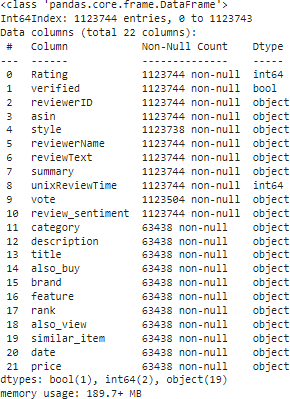 <class 'pandas.core.frame.DataFrame'>
Int64Index: 1123744 entries, 0 to 1123743
Data columns (total 22 columns):
 #   Column            Non-Null Count    Dtype
---  ------            --------------    -----
 0   Rating            1123744 non-null  int64
 1   verified          1123744 non-null  bool
 2   reviewerID        1123744 non-null  object
 3   asin              1123744 non-null  object
 4   style             1123738 non-null  object
 5   reviewerName      1123744 non-null  object
 6   reviewText        1123744 non-null  object
 7   summary           1123744 non-null  object
 8   unixReviewTime    1123744 non-null  int64
 9   vote              1123504 non-null  object
 10  review_sentiment  1123744 non-null  object
 11  category          63438 non-null    object
 12  description       63438 non-null    object
 13  title             63438 non-null    object
 14  also_buy          63438 non-null    object
 15  brand             63438 non-null    object
 16  feature           63438 non-null    object
 17  rank              63438 non-null    object
 18  also_view         63438 non-null    object
 19  similar_item      63438 non-null    object
 20  date              63438 non-null    object
 21  price             63438 non-null    object
dtypes: bool(1), int64(2), object(19)
memory usage: 189.7+ MB